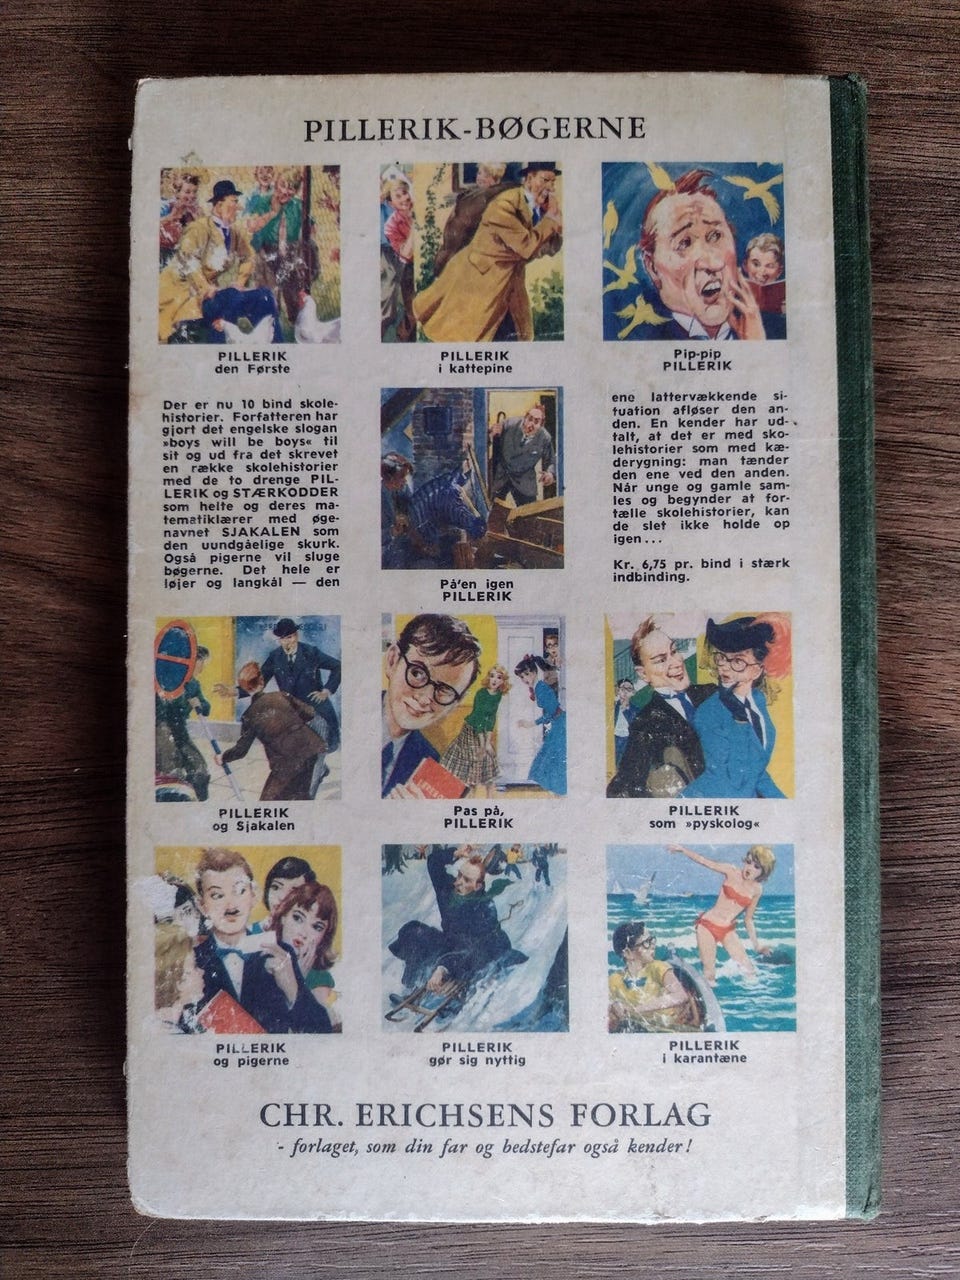 PILLERIK-BØGERNE
PILLERIK
den Første
PILLERIK
i kattepine
Pip-pip
PILLERIK
Der er nu 10 bind skole-
historier. Forfatteren har
gjort det engelske slogan
»boys will be boys« til
sit og ud fra det skrevet
en række skolehistorier
med de to drenge PIL-
LERIK og STÆRKODDER
som helte og deres ma-
tematiklærer med øge-
navnet SJAKALEN som
den uundgåelige skurk.
Også pigerne vil sluge
bøgerne. Det hele er
løjer og langkål — den
På'en igen
PILLERIK
ene lattervækkende si-
tuation afløser den an-
den. En kender har ud-
talt, at det er med sko-
lehistorier som med kæ-
derygning: man tænder
den ene ved den anden.
Når unge og gamle sam-
les og begynder at for-
tælle skolehistorier, kan
de slet ikke holde op
igen...
Kr. 6,75 pr. bind i stærk
indbinding.
PILLERIK
og Sjakalen
Pas på,
PILLERIK
PILLERIK
som »pyskolog«
PILLERIK
og pigerne
PILLERIK
gør sig nyttig
PILLERIK
i karantæne
CHR. ERICHSENS FORLAG
- forlaget, som din far og bedstefar også kender!